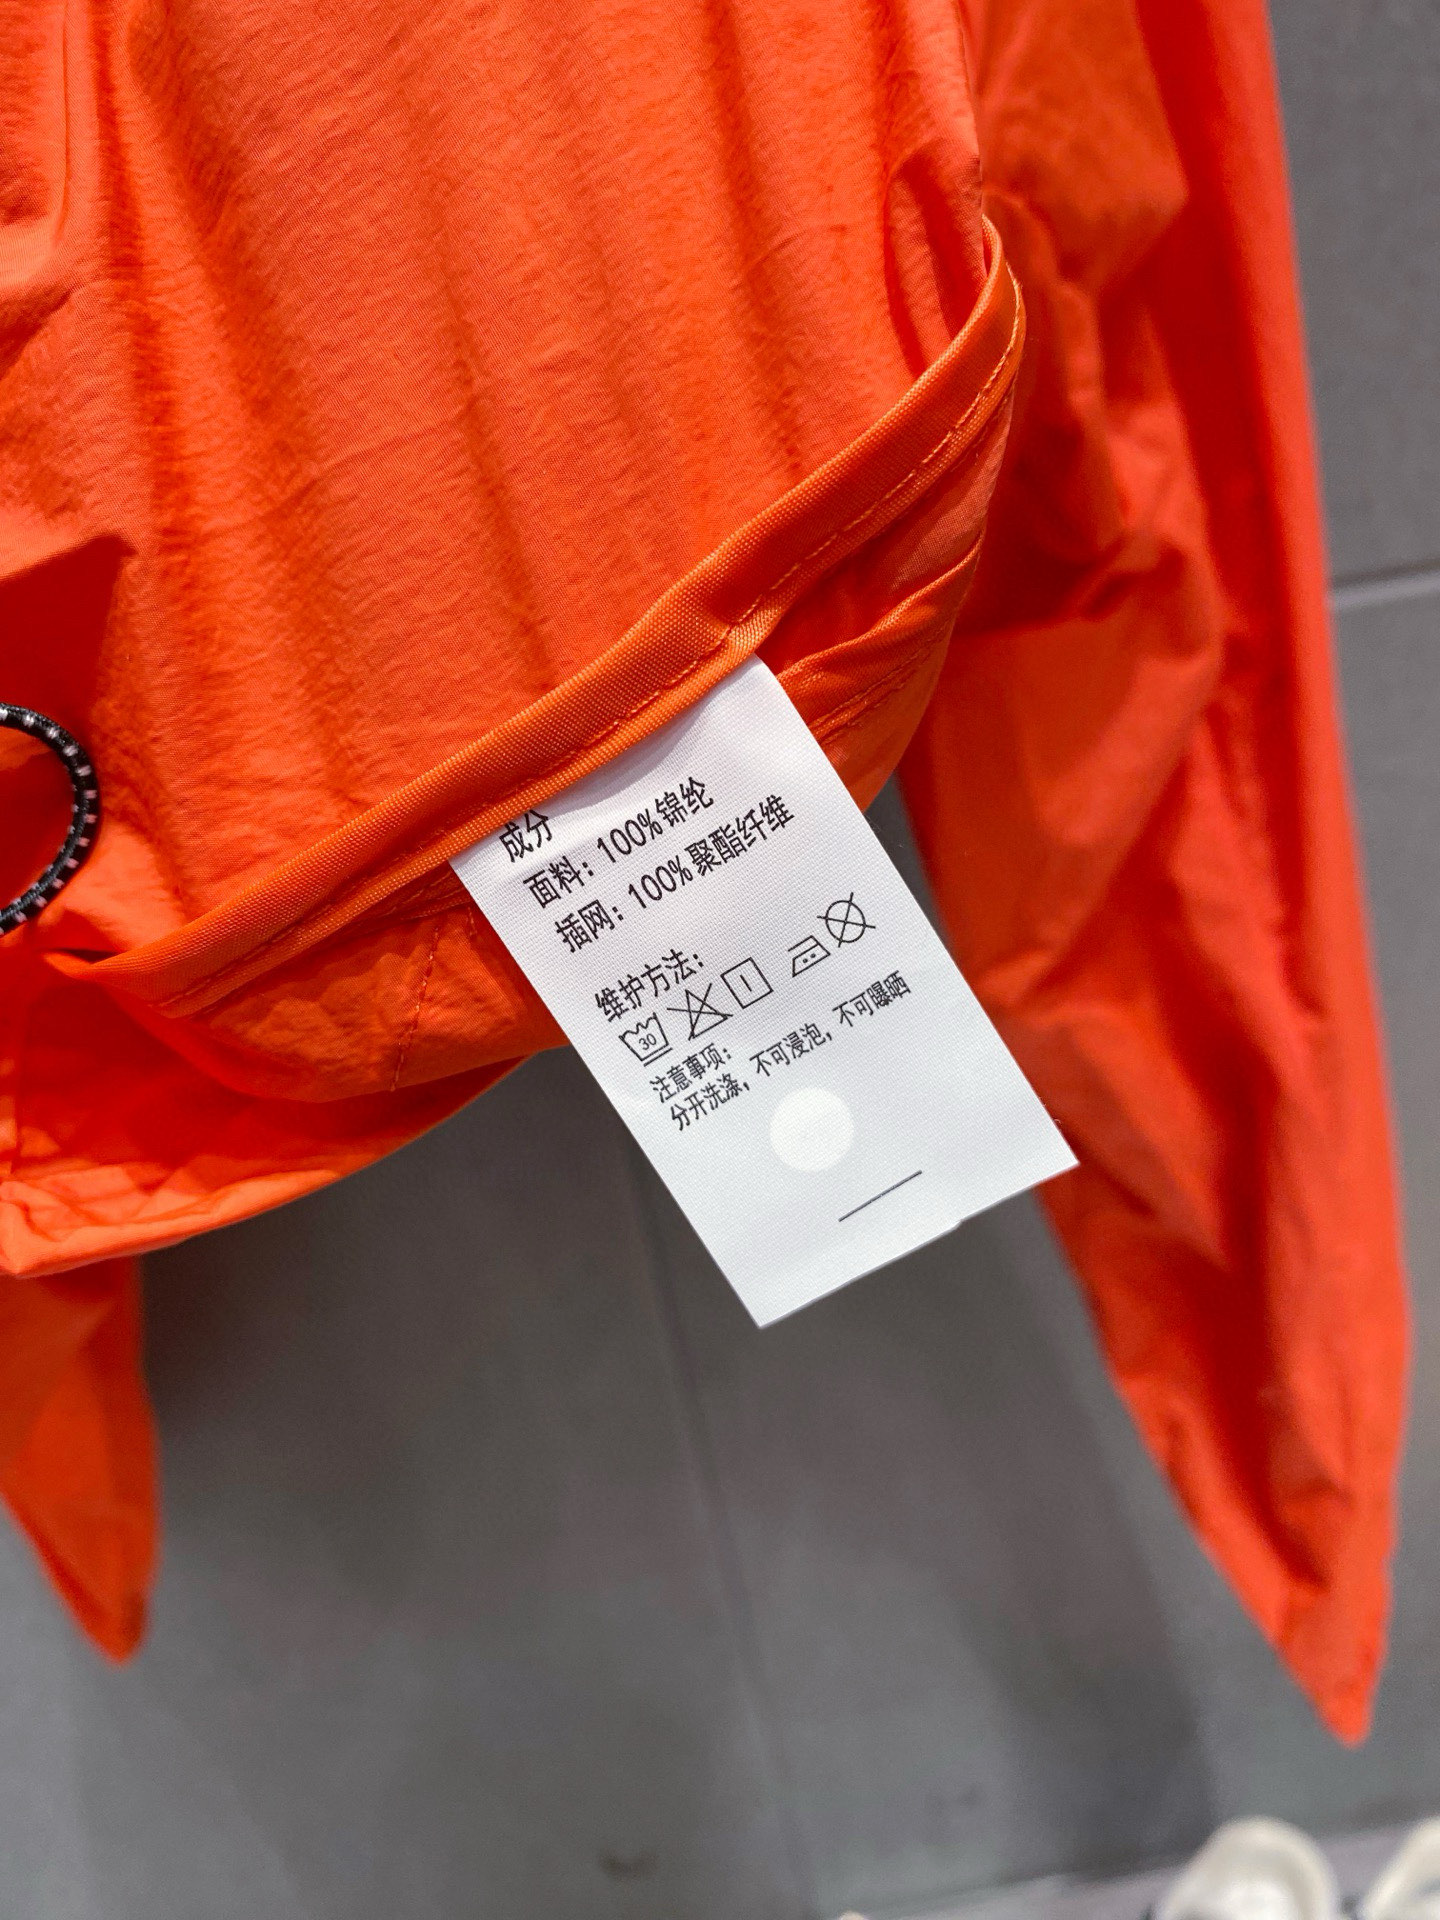 成分
面料：100%锦纶
插网：100%聚酯纤维
维护方法：
30
注意事项：
分开洗涤，不可浸泡，不可曝晒